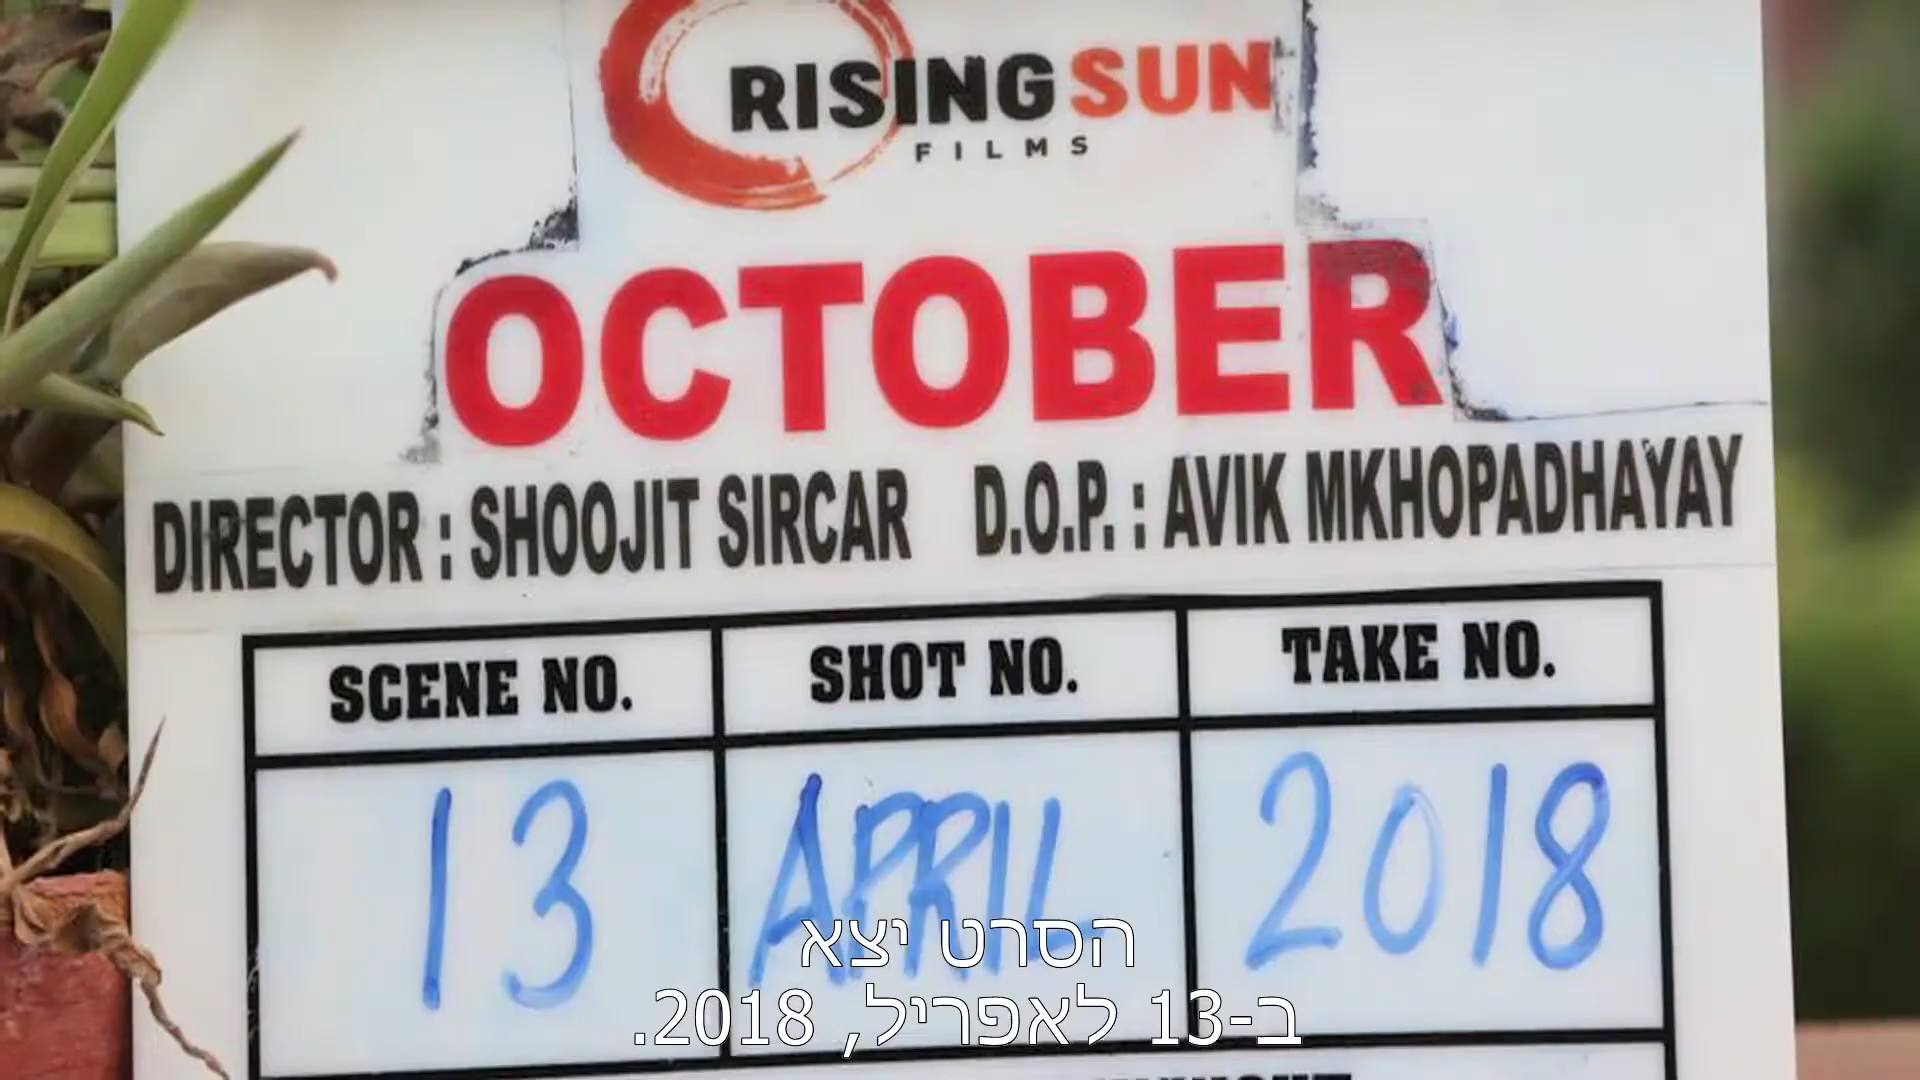 RISING SUN
FILMS
OCTOBER
DIRECTOR : SHOOJIT SIRCAR D.O.P. : AVIK MKHOPADHAYAY
SCENE NO. SHOT NO. TAKE NO.
13 APRIL 2018
הסרט יצא
ב-13 לאפריל, 2018.